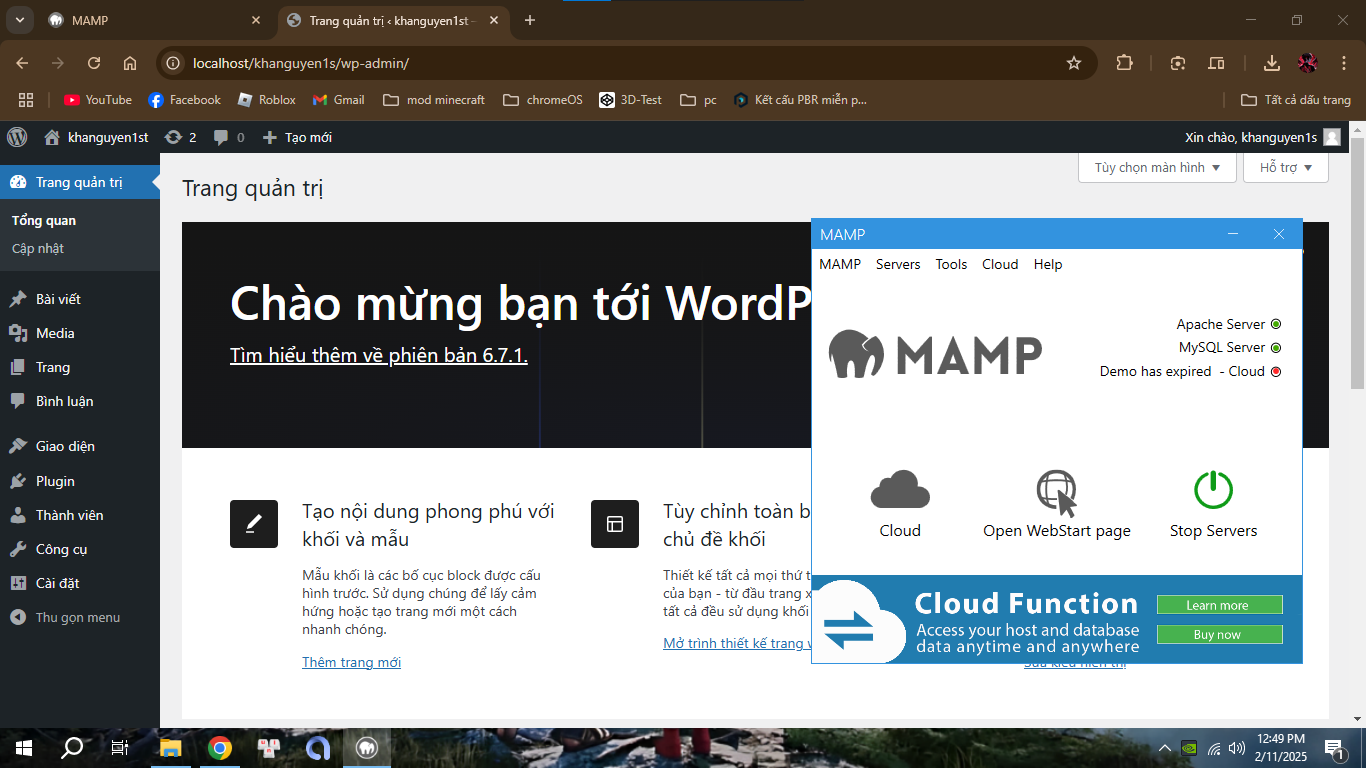 MAMP
Trang quản trị ‹ khanguyen1st –
localhost/khanguyen1s/wp-admin/
YouTube
Facebook
Roblox
Gmail
mod minecraft
chromeOS
3D-Test
pc
Kết cấu PBR miễn p...
Tất cả dấu trang
khanguyen1st
2
0
Tạo mới
Xin chào, khanguyen1s
Trang quản trị
Tổng quan
Cập nhật
Bài viết
Media
Trang
Bình luận
Giao diện
Plugin
Thành viên
Công cụ
Cài đặt
Thu gọn menu
Tùy chọn màn hình
Hỗ trợ
Trang quản trị
Chào mừng bạn tới WordP
Tìm hiểu thêm về phiên bản 6.7.1.
Tạo nội dung phong phú với
khối và mẫu
Mẫu khối là các bố cục block được cấu
hình trước. Sử dụng chúng để lấy cảm
hứng hoặc tạo trang mới một cách
nhanh chóng.
Thêm trang mới
Tùy chỉnh toàn b
chủ đề khối
Thiết kế tất cả mọi thứ t
của bạn - từ đầu trang x
tất cả đều sử dụng khối
Mở trình thiết kế trang w
Sửa kiểu hiển thị
MAMP
MAMP
Servers
Tools
Cloud
Help
MAMP
Apache Server
MySQL Server
Demo has expired - Cloud
Cloud
Open WebStart page
Stop Servers
Cloud Function
Access your host and database
data anytime and anywhere
Learn more
Buy now
12:49 PM
2/11/2025
1